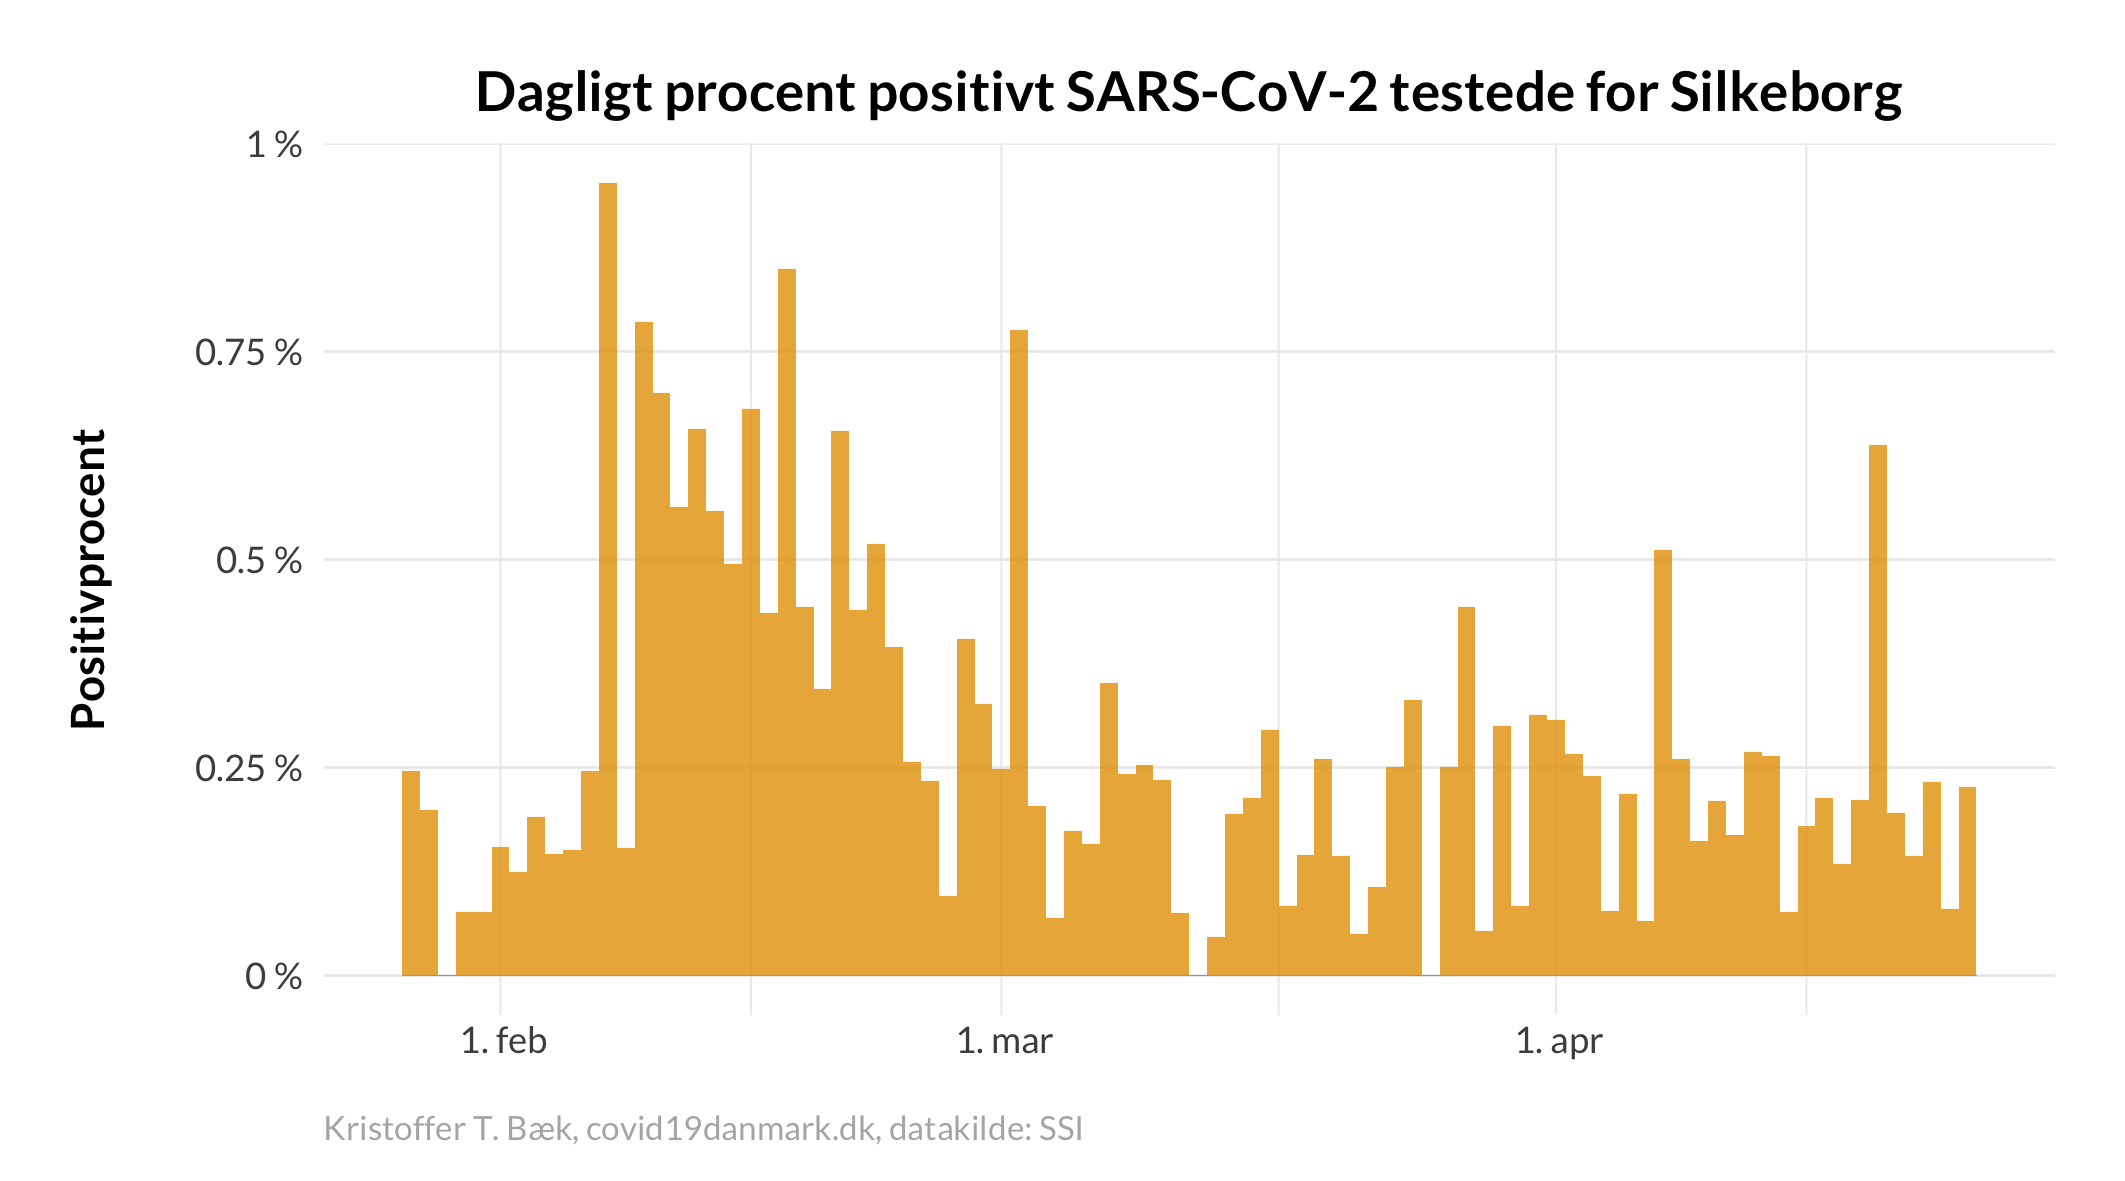 Dagligt procent positivt SARS-CoV-2 testede for Silkeborg
1 %
0.75 %
0.5 %
0.25 %
0 %
Positivprocent
1. feb
1. mar
1. apr
Kristoffer T. Bæk, covid19danmark.dk, datakilde: SSI